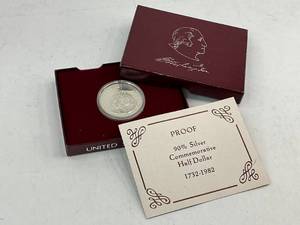 UNITED
PROOF
90% Silver
Commemorative
Half Dollar
1732-1982